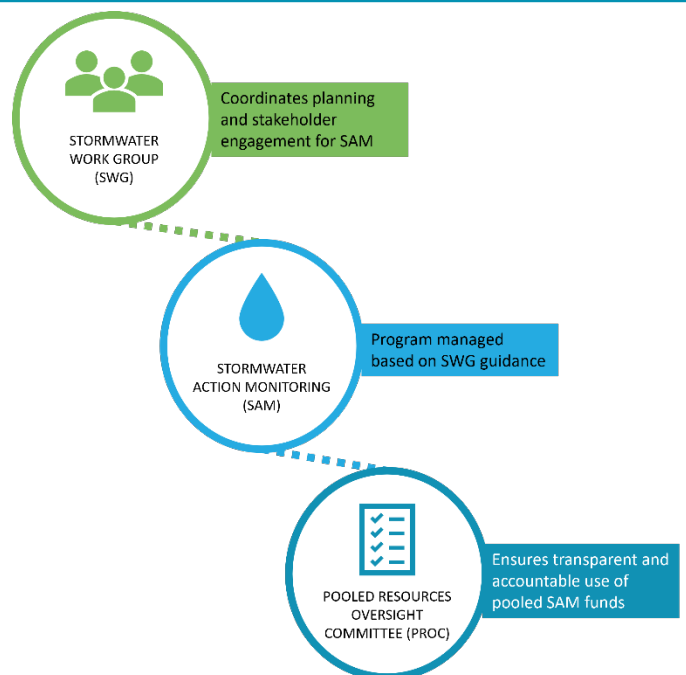 STORMWATER
WORK GROUP
(SWG)
Coordinates planning
and stakeholder
engagement for SAM
STORMWATER
ACTION MONITORING
(SAM)
Program managed
based on SWG guidance
POOLED RESOURCES
OVERSIGHT
COMMITTEE (PROC)
Ensures transparent and
accountable use of
pooled SAM funds